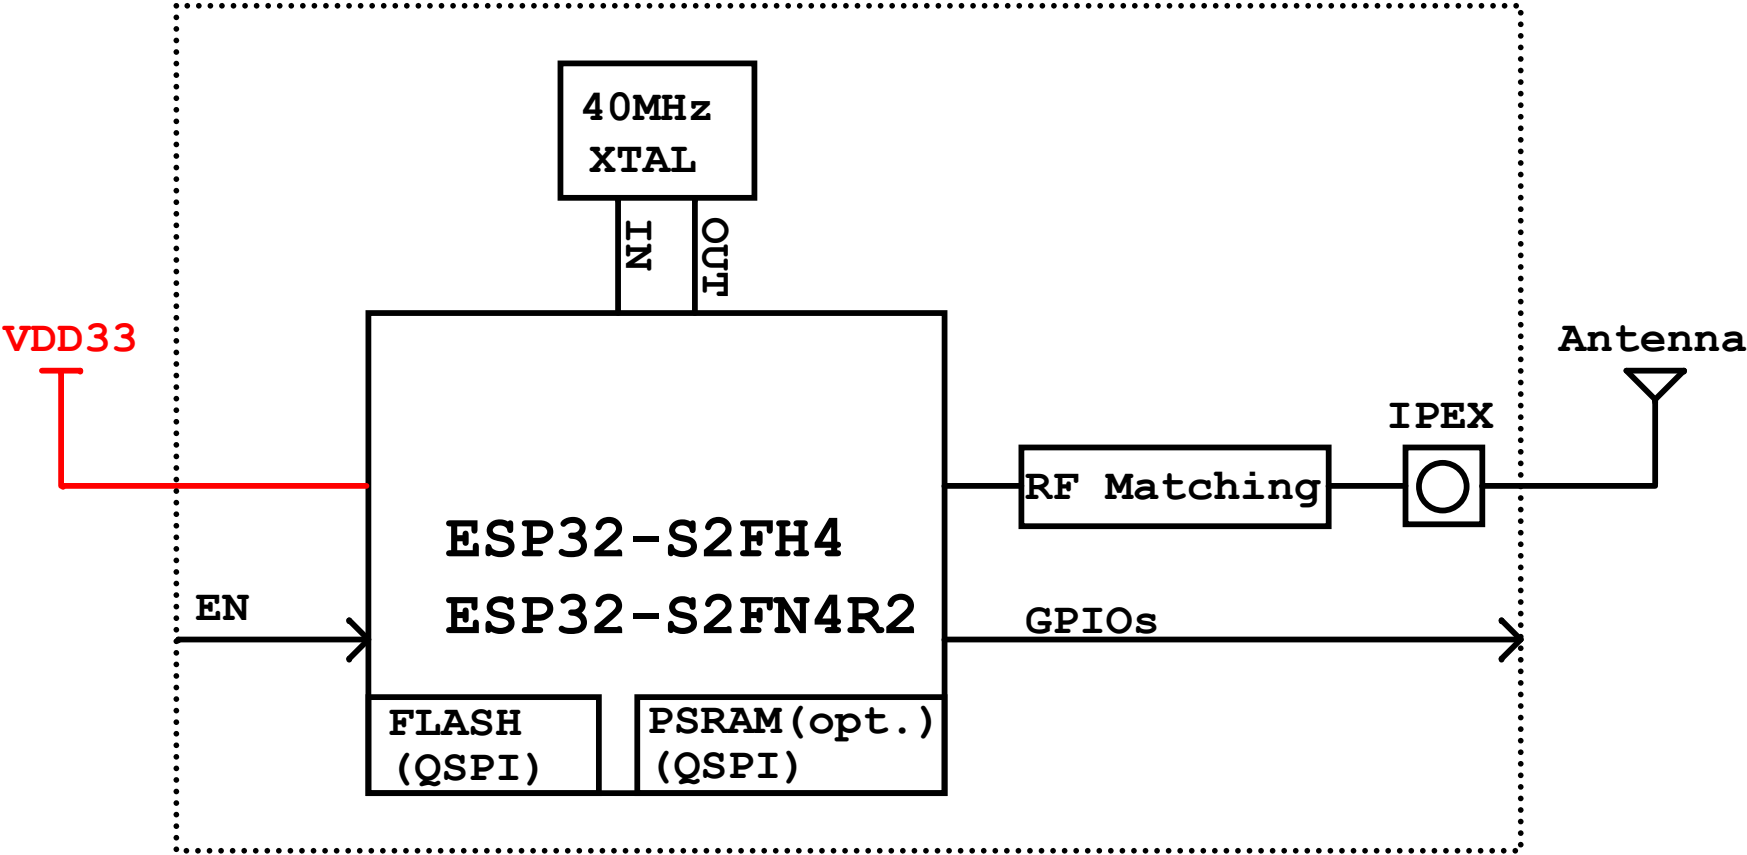 40MHz
XTAL
IN
OUT
VDD33
Antenna
IPEX
RF Matching
ESP32-S2FH4
ESP32-S2FN4R2
EN
GPIOs
FLASH
(QSPI)
PSRAM(opt.)
(QSPI)